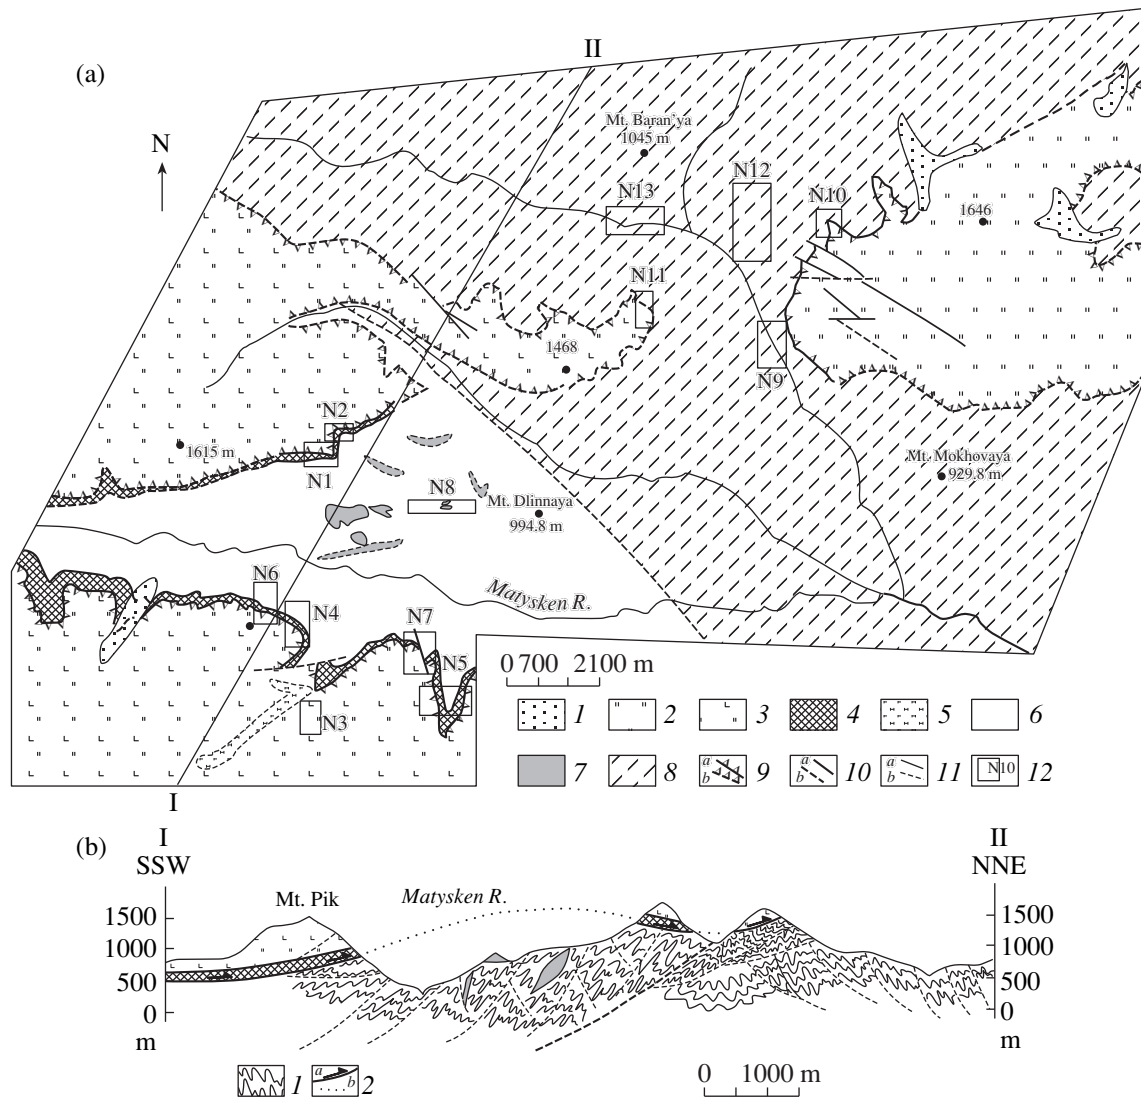 (a)
II
N
Mt. Baran'ya
1045 m
N13
N12
N10
1646
N11
1468
N9
N2
1615 m
N1
N8
Mt. Dlinnaya
994.8 m
Mt. Mokhovaya
929.8 m
Matysken R.
N6
N4
N7
N5
N3
0 700 2100 m
1 2 3 4 5 6
7 8 a b 9 a b 10 a b 11 N10 12
I
(b)
I
SSW
II
NNE
Mt. Pik
Matysken R.
1500
1000
500
0
m
1500
1000
500
0
m
1 a b 2
0 1000 m